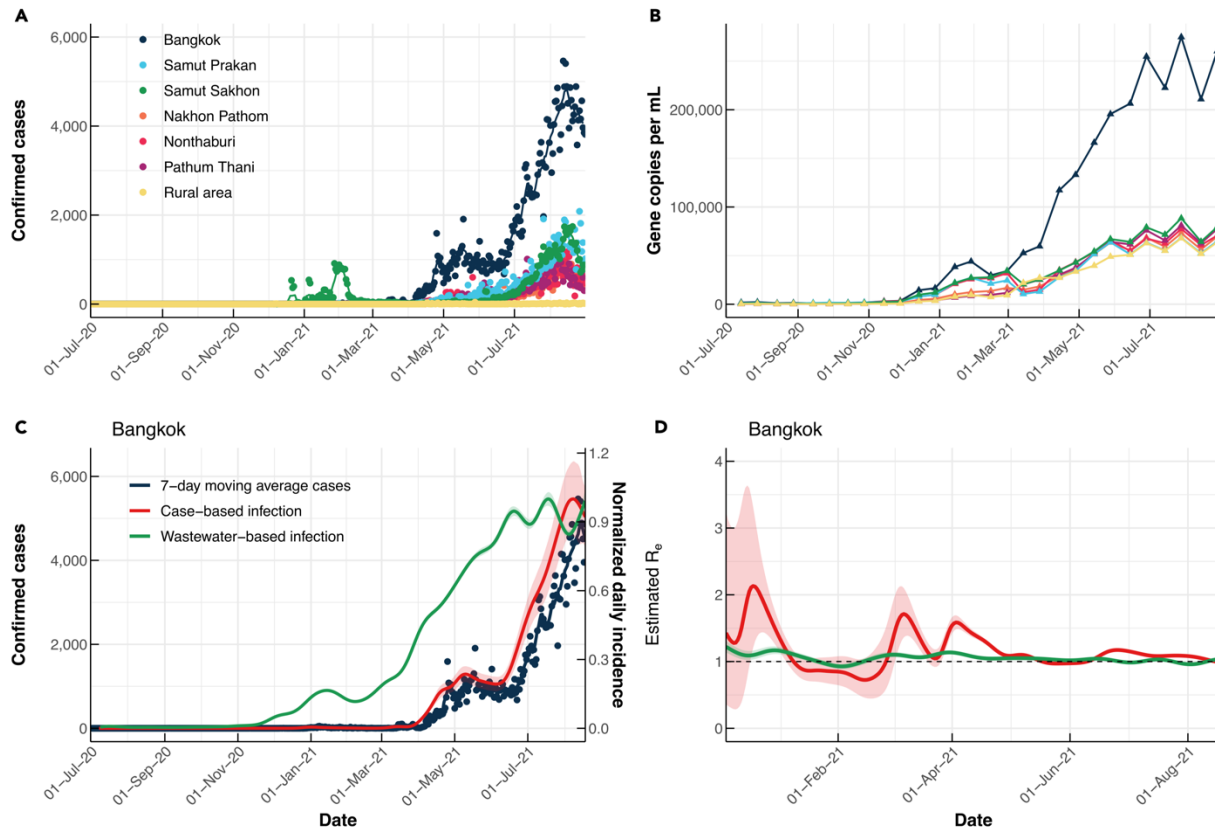 A
Confirmed cases
6,000
4,000
2,000
0
Bangkok
Samut Prakan
Samut Sakhon
Nakhon Pathom
Nonthaburi
Pathum Thani
Rural area
01−Jul−20
01−Sep−20
01−Nov−20
01−Jan−21
01−Mar−21
01−May−21
01−Jul−21
B
Gene copies per mL
200,000
100,000
0
01−Jul−20
01−Sep−20
01−Nov−20
01−Jan−21
01−Mar−21
01−May−21
01−Jul−21
C
Bangkok
Confirmed cases
6,000
4,000
2,000
0
7−day moving average cases
Case−based infection
Wastewater−based infection
1.2
0.9
0.6
0.3
0.0
Normalized daily incidence
01−Jul−20
01−Sep−20
01−Nov−20
01−Jan−21
01−Mar−21
01−May−21
01−Jul−21
Date
D
Bangkok
Estimated Re
4
3
2
1
0
01−Feb−21
01−Apr−21
01−Jun−21
01−Aug−21
Date